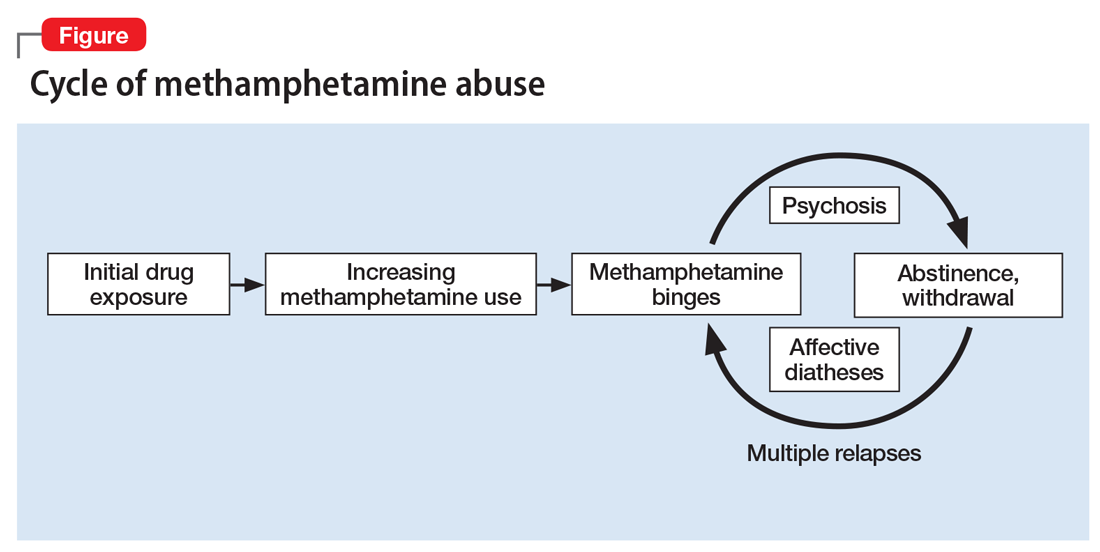 Figure
Cycle of methamphetamine abuse
Psychosis
Initial drug
exposure
Increasing
methamphetamine use
Methamphetamine
binges
Abstinence,
withdrawal
Affective
diatheses
Multiple relapses